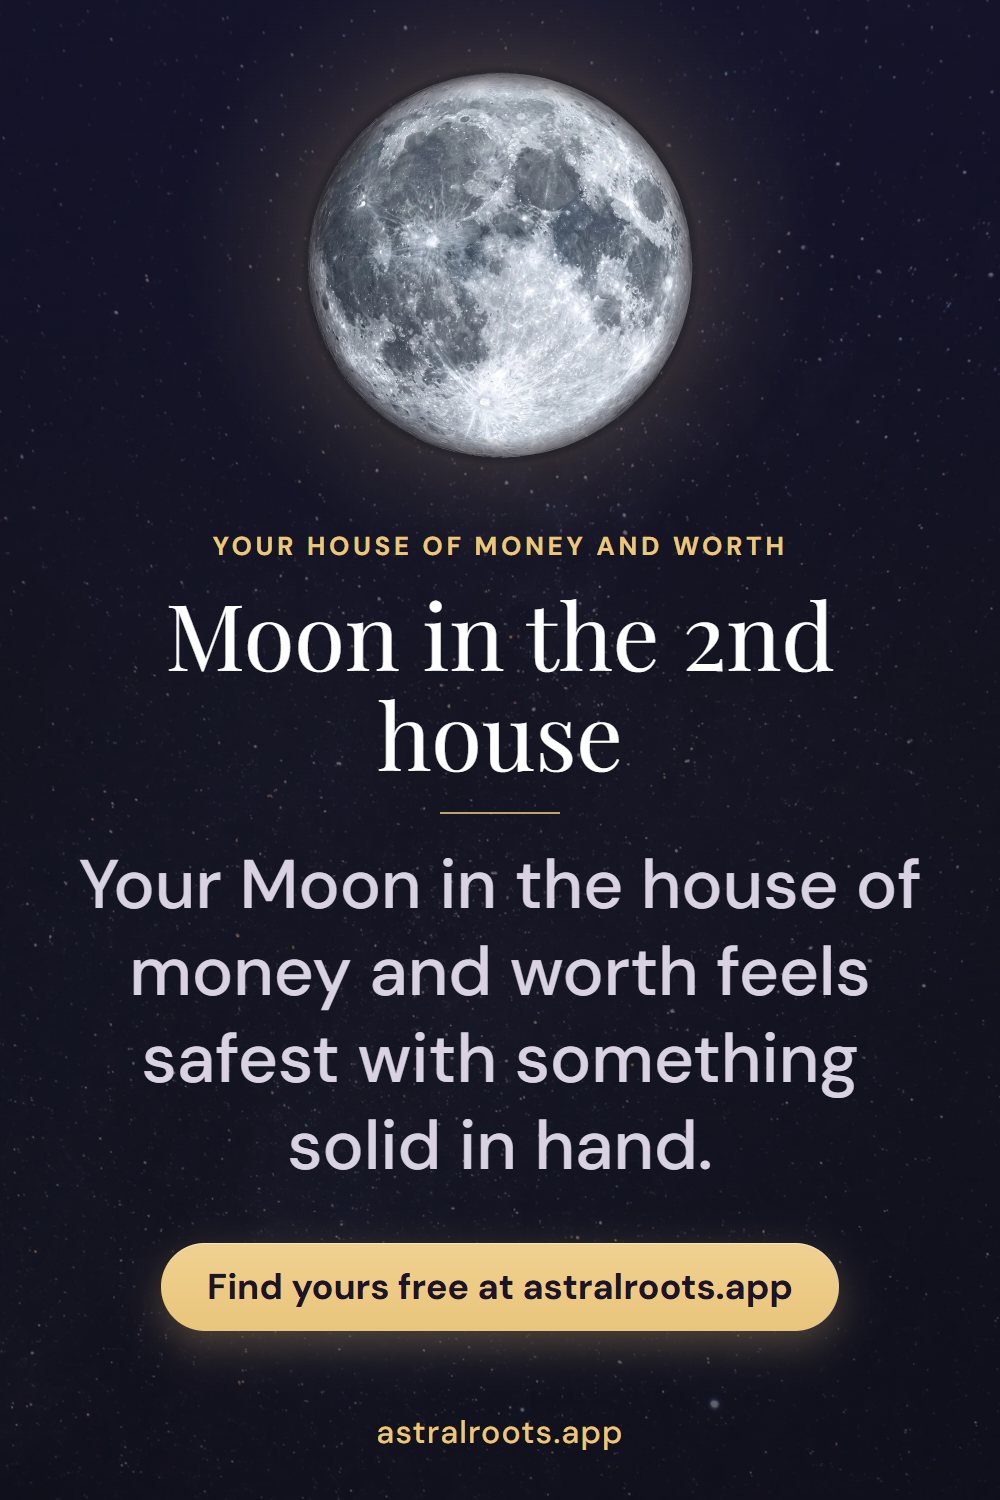 YOUR HOUSE OF MONEY AND WORTH
Moon in the 2nd
house
Your Moon in the house of
money and worth feels
safest with something
solid in hand.
Find yours free at astralroots.app
astralroots.app